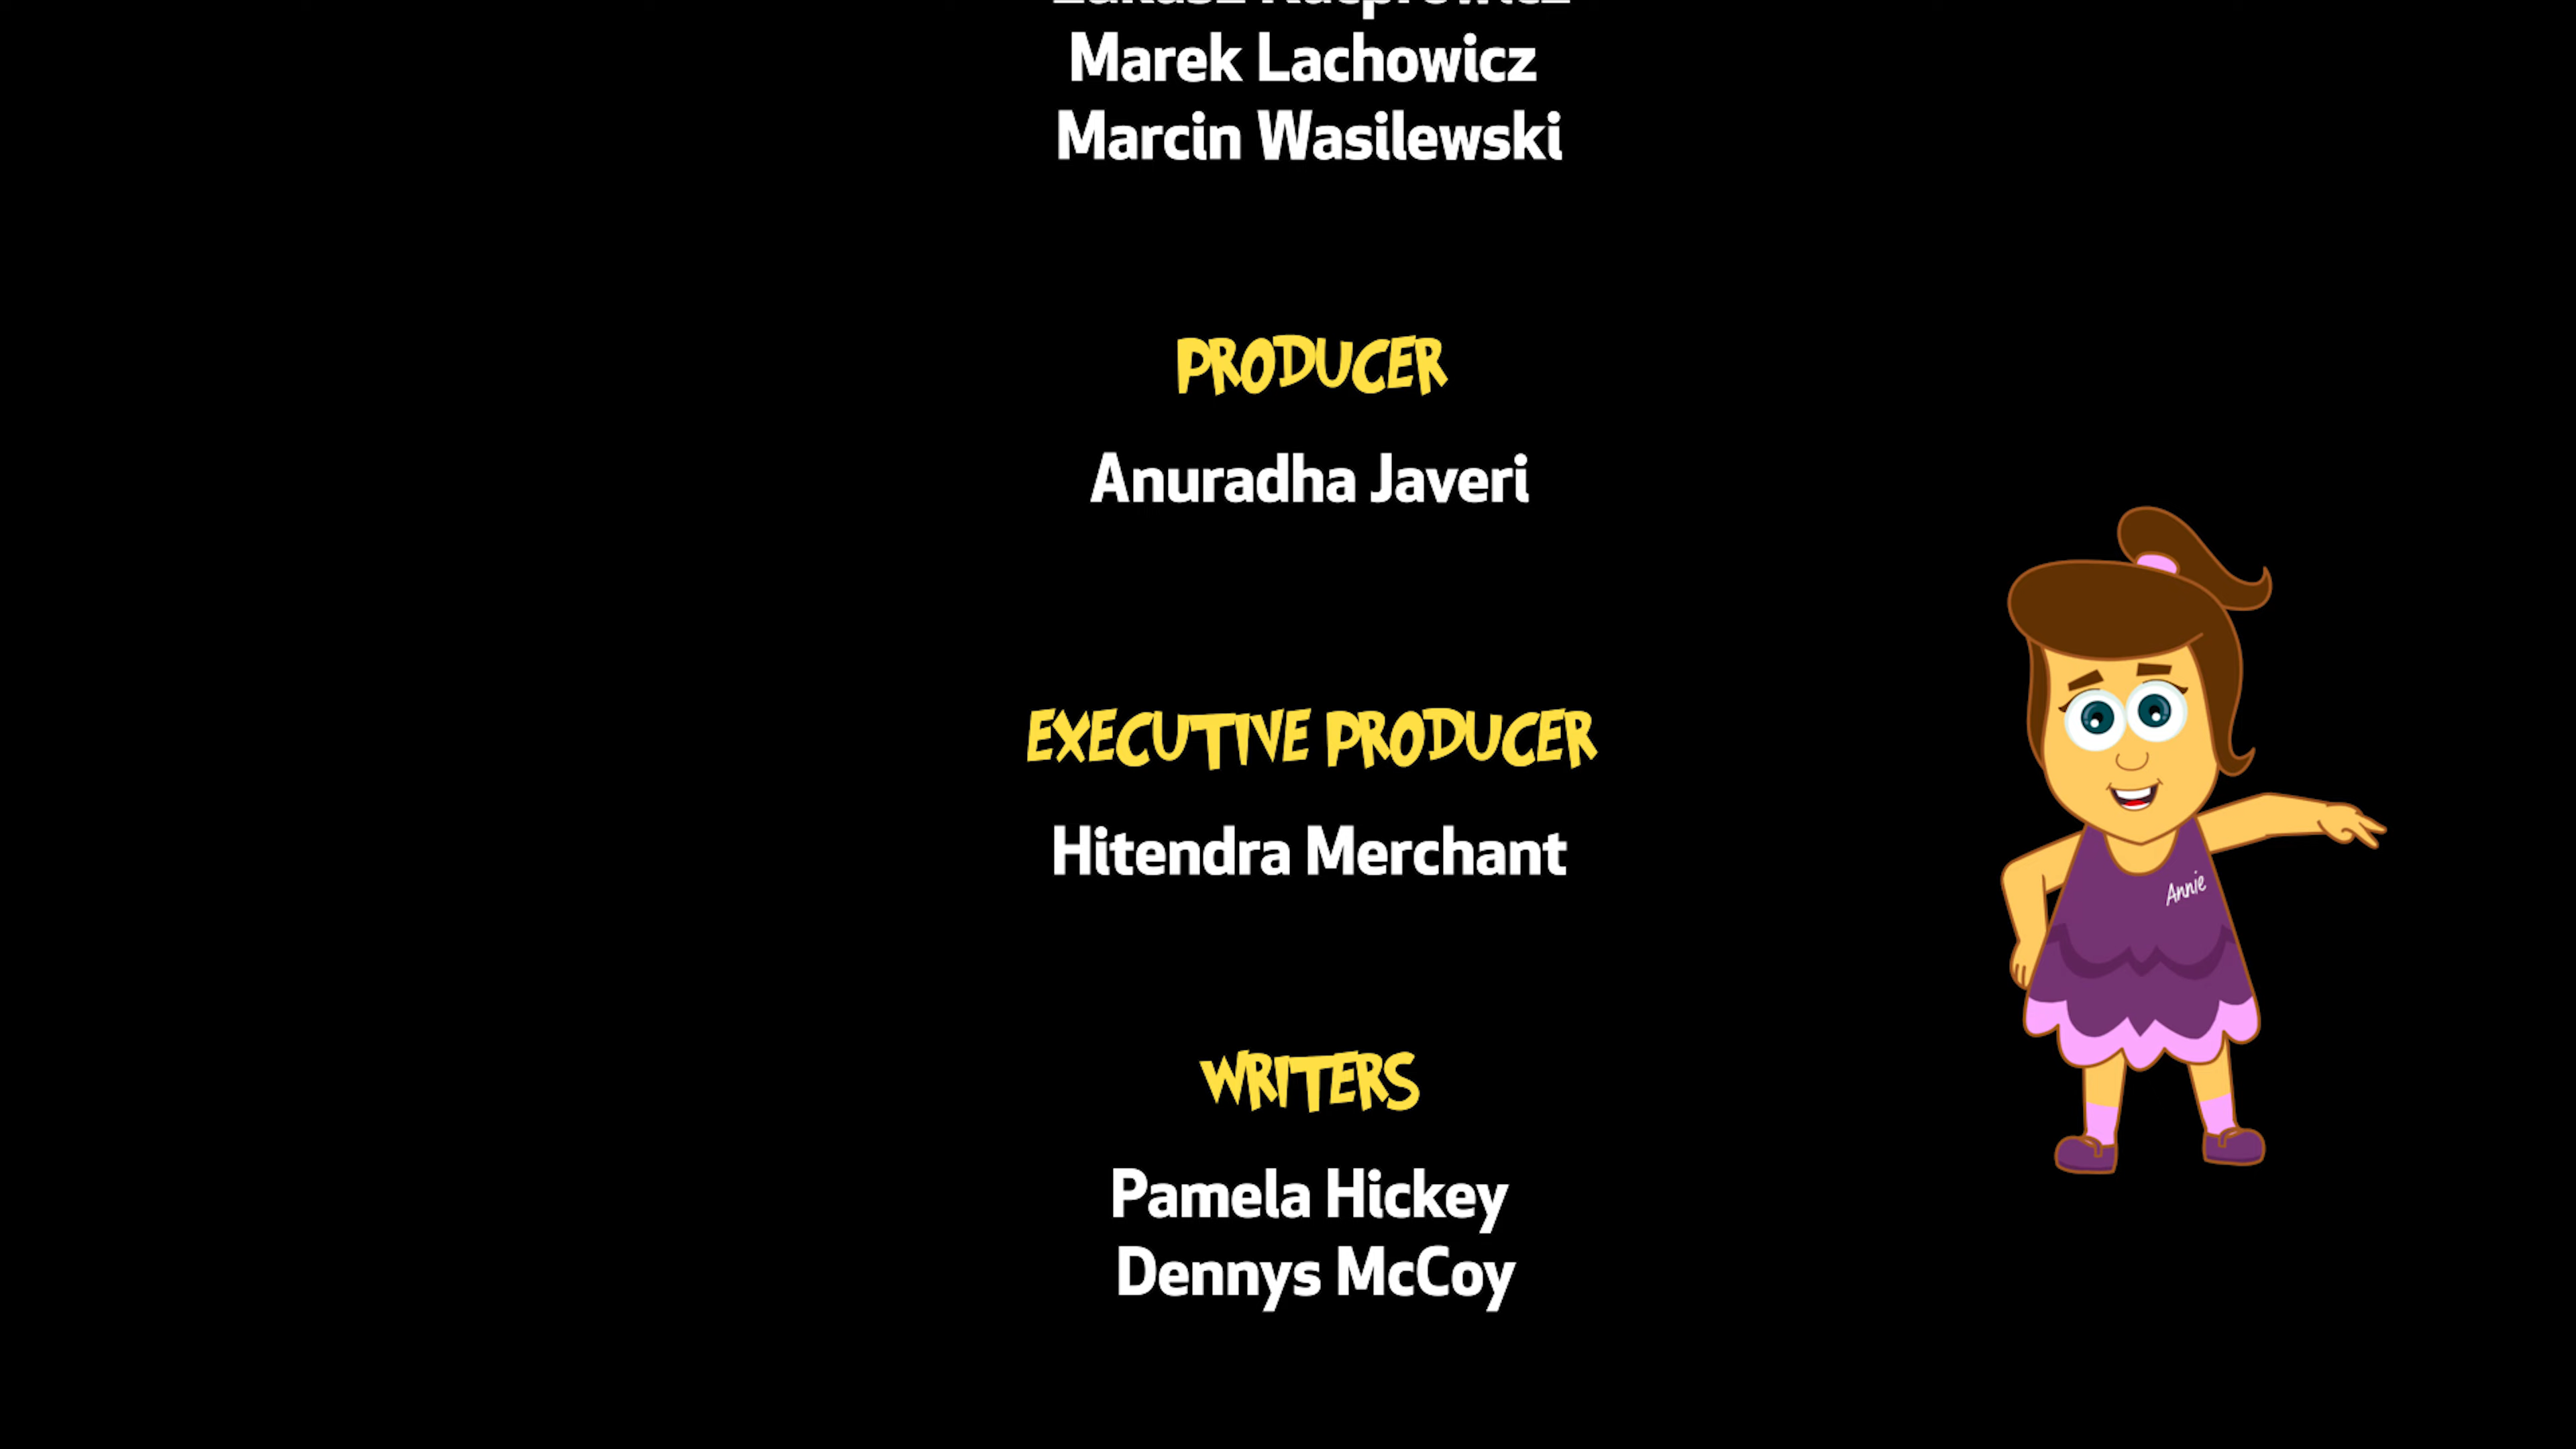 Marek Lachowicz
Marcin Wasilewski
PRODUCER
Anuradha Javeri
EXECUTIVE PRODUCER
Hitendra Merchant
Annie
WRITERS
Pamela Hickey
Dennys McCoy